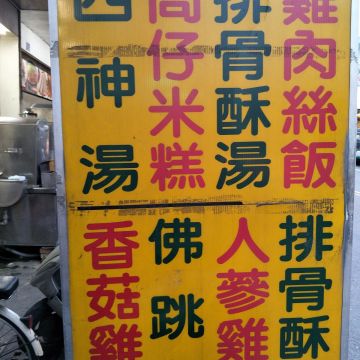 雞肉絲飯
排骨酥湯
筒仔米糕
四神湯
排骨酥
人蔘雞
佛跳
香菇雞